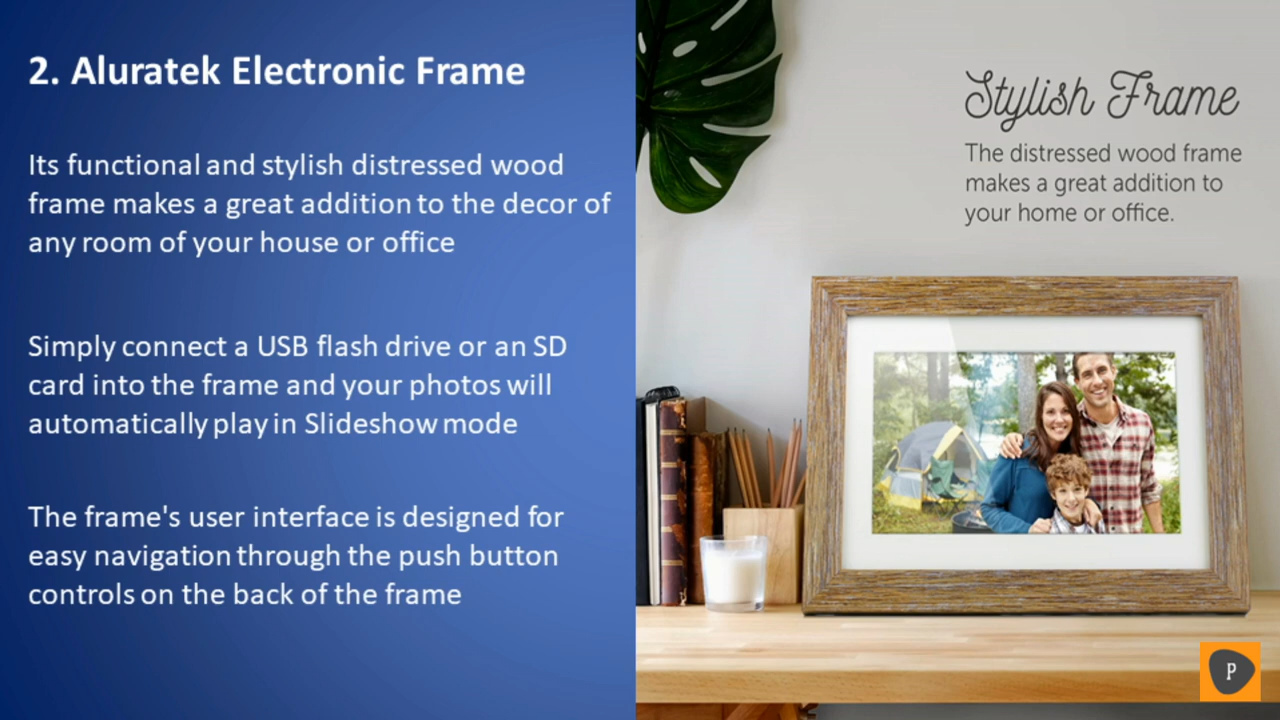 2. Aluratek Electronic Frame
Its functional and stylish distressed wood
frame makes a great addition to the decor of
any room of your house or office
Simply connect a USB flash drive or an SD
card into the frame and your photos will
automatically play in Slideshow mode
The frame's user interface is designed for
easy navigation through the push button
controls on the back of the frame
Stylish Frame
The distressed wood frame
makes a great addition to
your home or office.
P